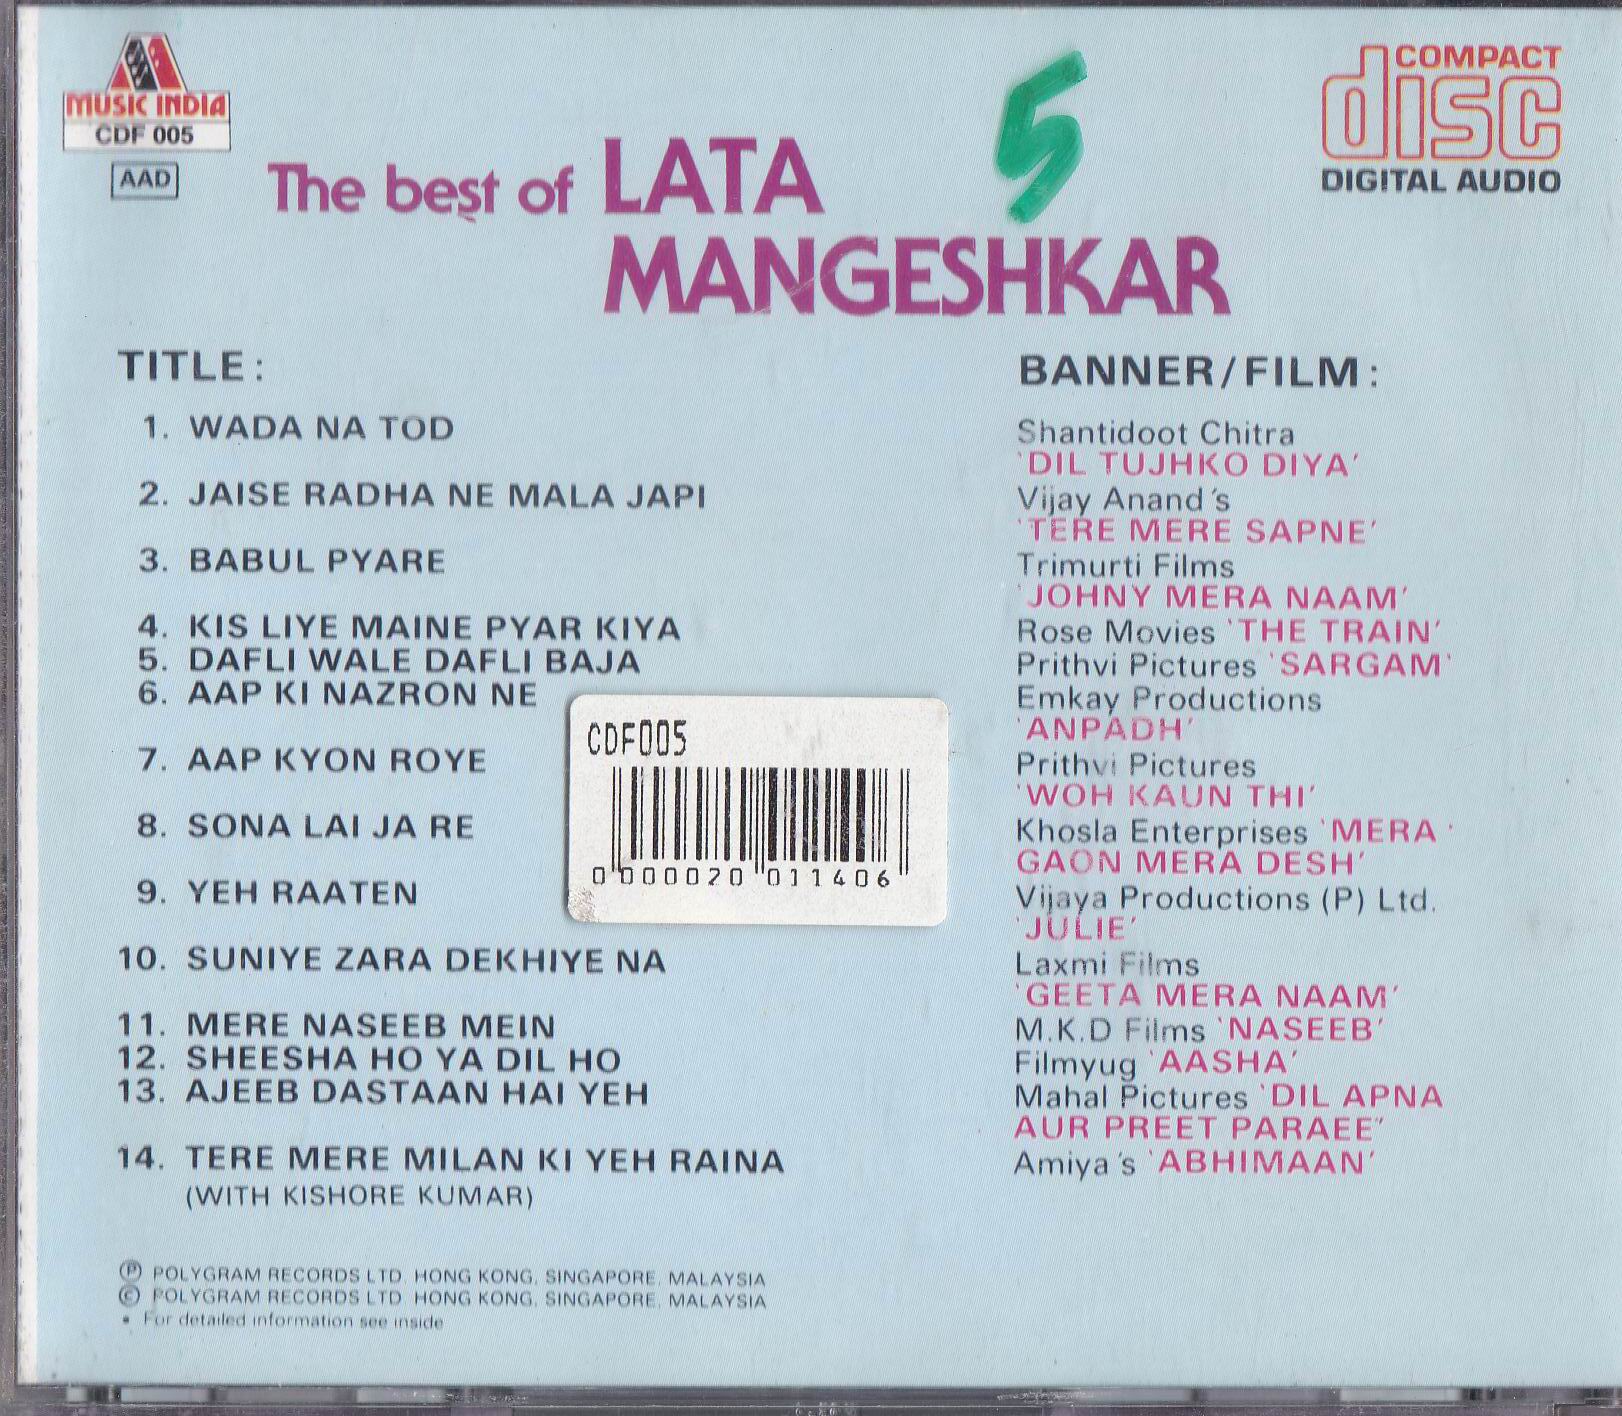 MUSIC INDIA
CDF 005
AAD
COMPACT
disc
DIGITAL AUDIO
5
The best of LATA
MANGESHKAR
TITLE :
1. WADA NA TOD
2. JAISE RADHA NE MALA JAPI
3. BABUL PYARE
4. KIS LIYE MAINE PYAR KIYA
5. DAFLI WALE DAFLI BAJA
6. AAP KI NAZRON NE
7. AAP KYON ROYE
8. SONA LAI JA RE
9. YEH RAATEN
10. SUNIYE ZARA DEKHIYE NA
11. MERE NASEEB MEIN
12. SHEESHA HO YA DIL HO
13. AJEEB DASTAAN HAI YEH
14. TERE MERE MILAN KI YEH RAINA
(WITH KISHORE KUMAR)
BANNER/FILM :
Shantidoot Chitra
'DIL TUJHKO DIYA'
Vijay Anand's
'TERE MERE SAPNE'
Trimurti Films
'JOHNY MERA NAAM'
Rose Movies 'THE TRAIN'
Prithvi Pictures 'SARGAM'
Emkay Productions
'ANPADH'
Prithvi Pictures
'WOH KAUN THI'
Khosla Enterprises 'MERA
GAON MERA DESH'
Vijaya Productions (P) Ltd.
'JULIE'
Laxmi Films
'GEETA MERA NAAM'
M.K.D Films 'NASEEB'
Filmyug 'AASHA'
Mahal Pictures 'DIL APNA
AUR PREET PARAEE'
Amiya's 'ABHIMAAN'
CDF005
0 000020 011406
Ⓟ POLYGRAM RECORDS LTD. HONG KONG, SINGAPORE, MALAYSIA
© POLYGRAM RECORDS LTD. HONG KONG, SINGAPORE, MALAYSIA
• For detailed information see inside